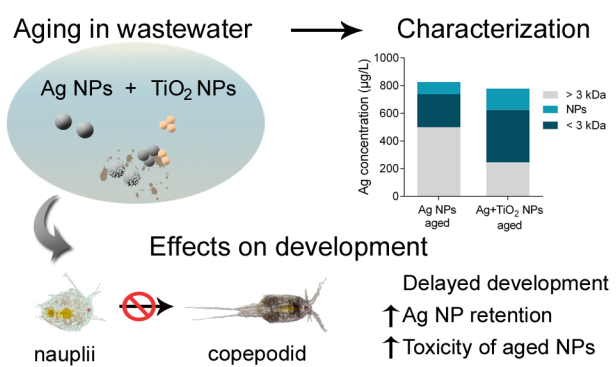 Aging in wastewater
Characterization
Ag NPs + TiO₂ NPs
Ag concentration (µg/L)
1000
800
600
400
200
0
> 3 kDa
NPs
< 3 kDa
Ag NPs
aged
Ag+TiO₂ NPs
aged
Effects on development
nauplii
copepodid
Delayed development
↑ Ag NP retention
↑ Toxicity of aged NPs